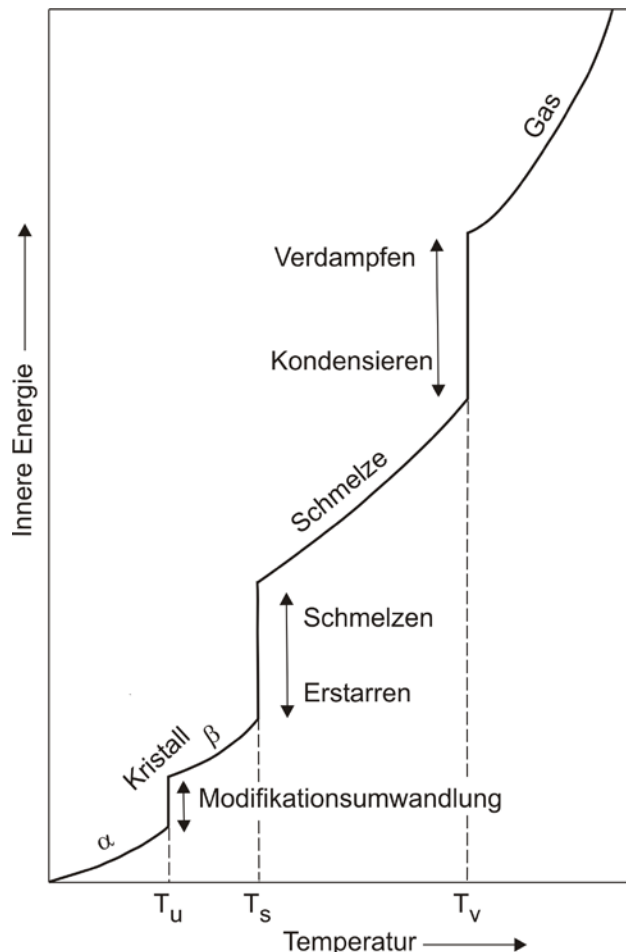 Gas
Verdampfen
Kondensieren
Innere Energie
Schmelze
Schmelzen
Erstarren
Kristall
β
Modifikationsumwandlung
α
Tu
Ts
Tv
Temperatur